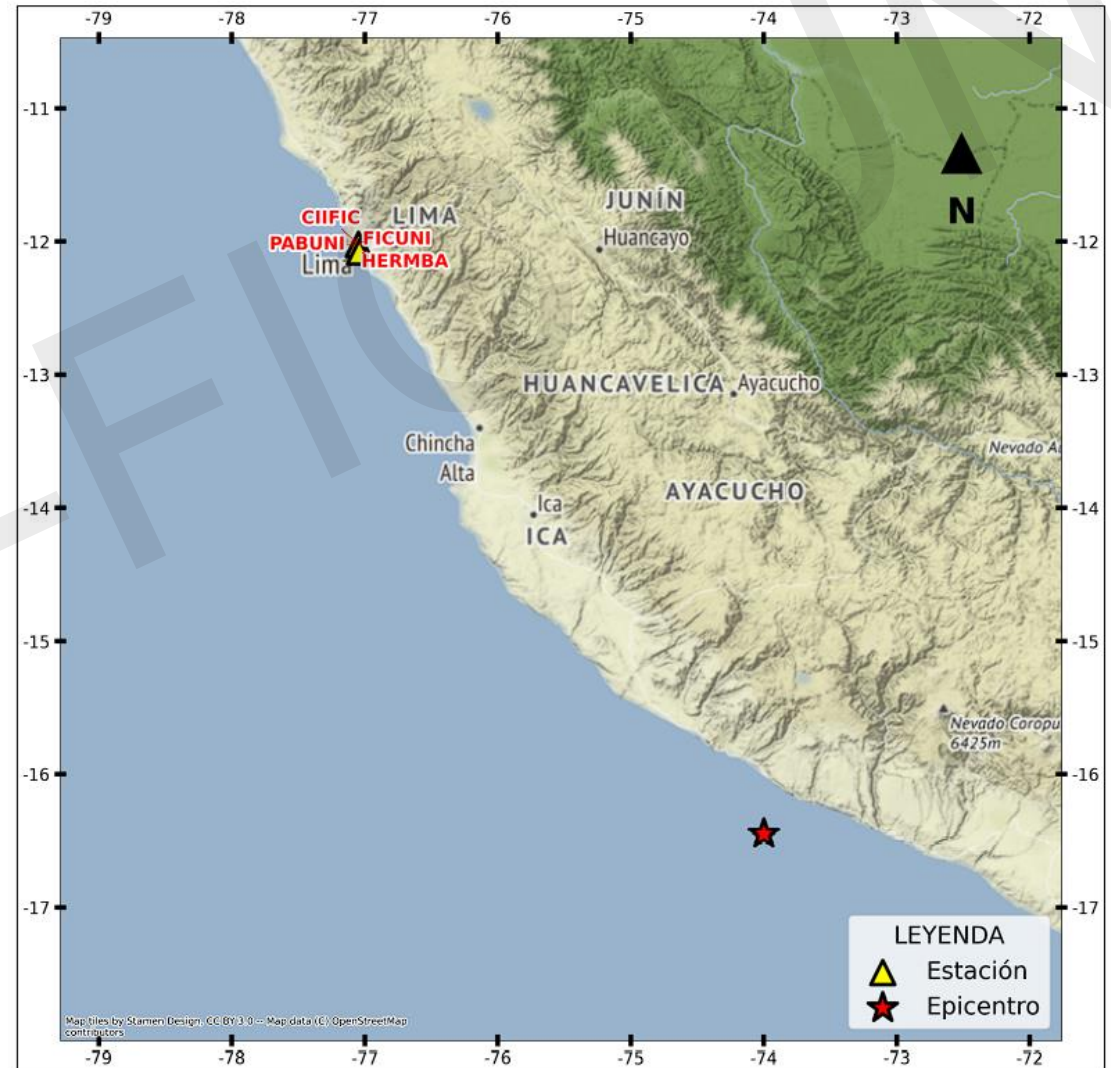 -79 -78 -77 -76 -75 -74 -73 -72
-11 -11
CIIFIC
LIMA
JUNÍN
N
PABUNI
FICUNI
Huancayo
-12 -12
Lima
HERMBA
-13 -13
HUANCAVELICA
Ayacucho
Chincha
Alta
Nevado Au
AYACUCHO
-14 -14
Ica
ICA
-15 -15
Nevado Coropu
6425m
-16 -16
-17 -17
LEYENDA
Estación
Epicentro
Map tiles by Stamen Design, CC BY 3.0 -- Map data (C) OpenStreetMap
contributors
-79 -78 -77 -76 -75 -74 -73 -72